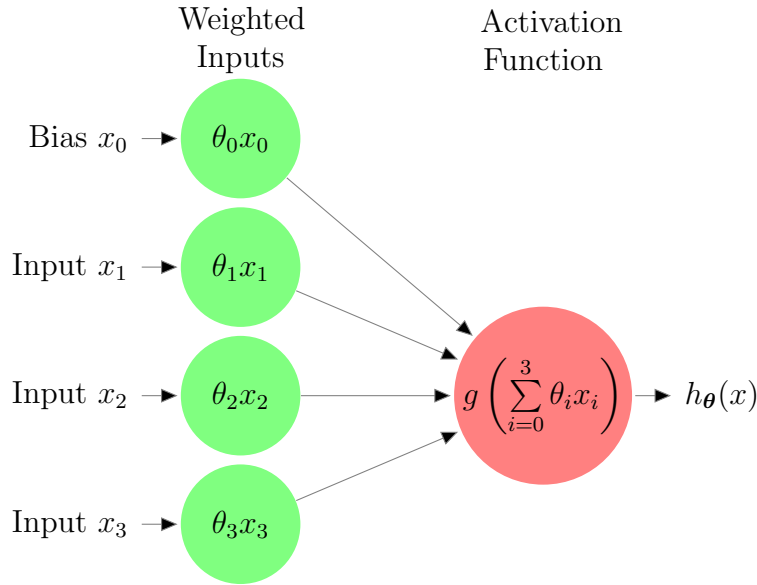 Weighted
Inputs
Activation
Function
Bias x₀
θ₀x₀
Input x₁
θ₁x₁
Input x₂
θ₂x₂
g(∑³ᵢ₌₀ θᵢxᵢ)
h_𝜽(x)
Input x₃
θ₃x₃